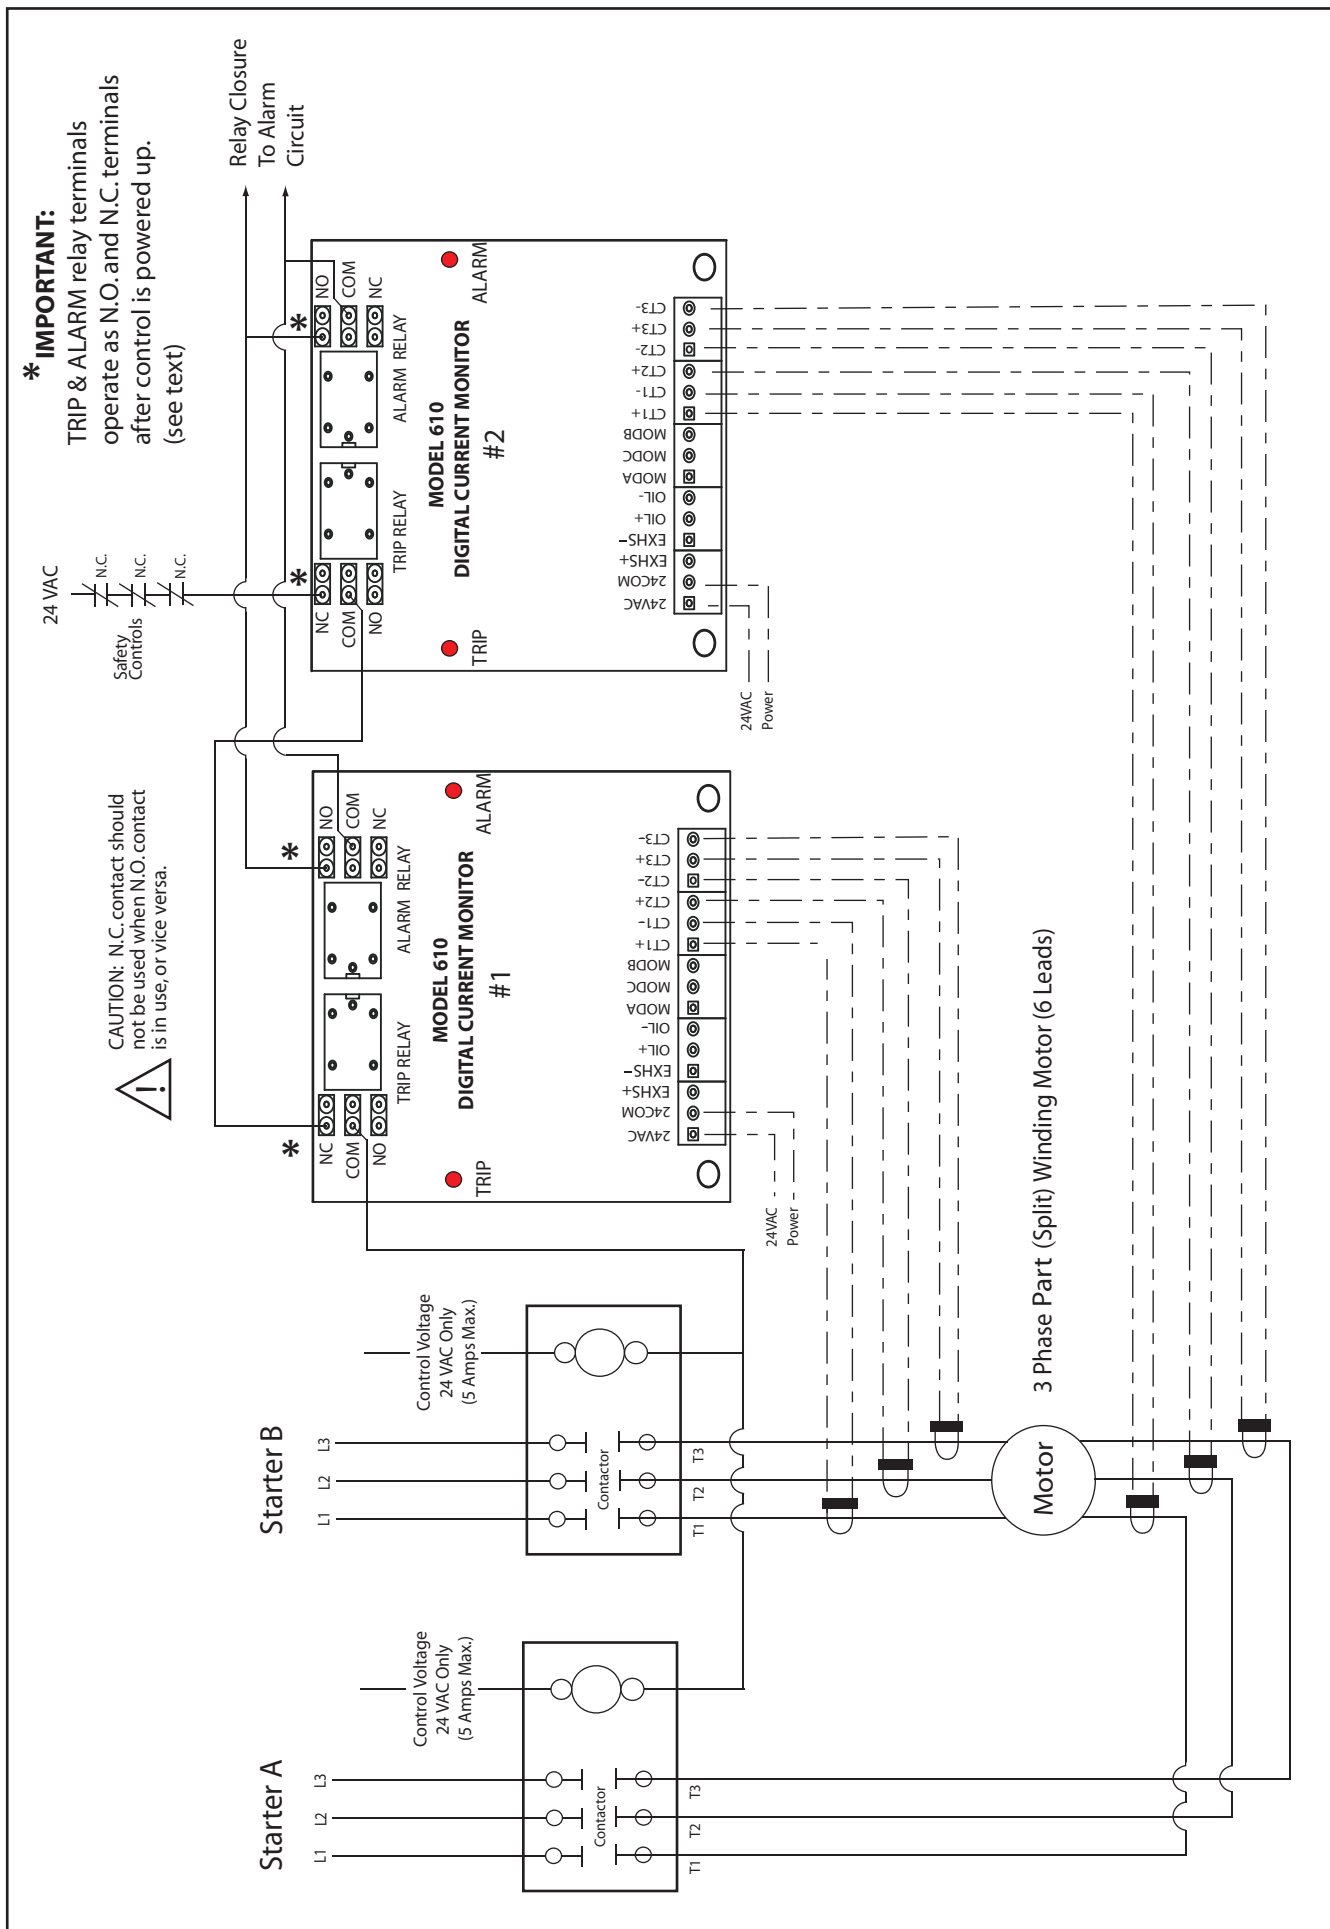 *IMPORTANT:
TRIP & ALARM relay terminals
operate as N.O. and N.C. terminals
after control is powered up.
(see text)
Relay Closure
To Alarm
Circuit
24 VAC
N.C.
N.C.
N.C.
Safety
Controls
CAUTION: N.C. contact should
not be used when N.O. contact
is in use, or vice versa.
!
Starter A
L1
L2
L3
Control Voltage
24 VAC Only
(5 Amps Max.)
Contactor
T1
T2
T3
Starter B
L1
L2
L3
Control Voltage
24 VAC Only
(5 Amps Max.)
Contactor
T1
T2
T3
*
*
NC
COM
NO
TRIP RELAY
ALARM RELAY
NO
COM
NC
MODEL 610
DIGITAL CURRENT MONITOR
#1
TRIP
ALARM
24VAC
24COM
EXHS+
EXHS-
OIL+
OIL-
MODA
MODC
MODB
CT1+
CT1-
CT2+
CT2-
CT3+
CT3-
24VAC
Power
*
*
NC
COM
NO
TRIP RELAY
ALARM RELAY
NO
COM
NC
MODEL 610
DIGITAL CURRENT MONITOR
#2
TRIP
ALARM
24VAC
24COM
EXHS+
EXHS-
OIL+
OIL-
MODA
MODC
MODB
CT1+
CT1-
CT2+
CT2-
CT3+
CT3-
24VAC
Power
Motor
3 Phase Part (Split) Winding Motor (6 Leads)